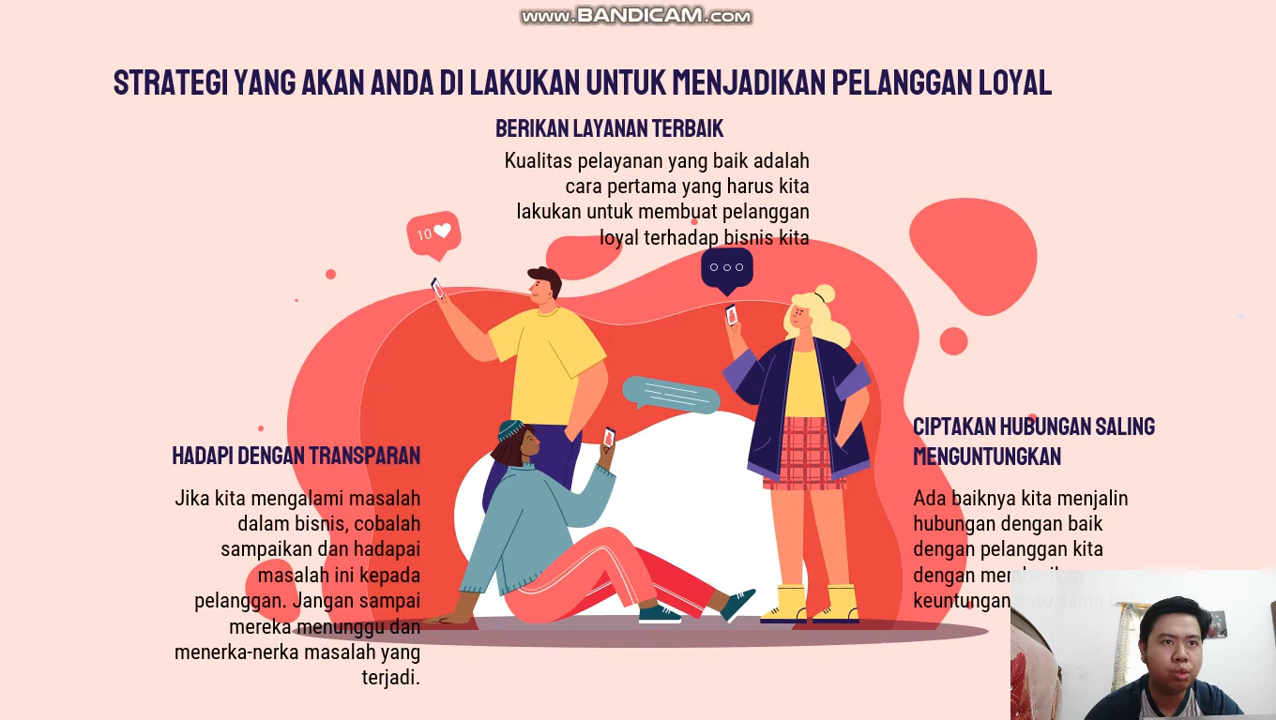 www.BANDICAM.com
STRATEGI YANG AKAN ANDA DI LAKUKAN UNTUK MENJADIKAN PELANGGAN LOYAL
BERIKAN LAYANAN TERBAIK
Kualitas pelayanan yang baik adalah
cara pertama yang harus kita
lakukan untuk membuat pelanggan
loyal terhadap bisnis kita
10
HADAPI DENGAN TRANSPARAN
Jika kita mengalami masalah
dalam bisnis, cobalah
sampaikan dan hadapai
masalah ini kepada
pelanggan. Jangan sampai
mereka menunggu dan
menerka-nerka masalah yang
terjadi.
CIPTAKAN HUBUNGAN SALING
MENGUNTUNGKAN
Ada baiknya kita menjalin
hubungan dengan baik
dengan pelanggan kita
dengan memberikan
keuntungan satu sama